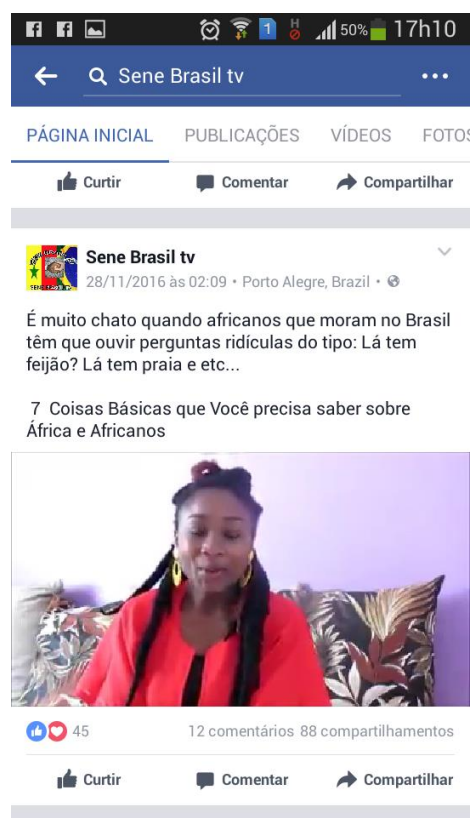 1 H 50% 17h10
Sene Brasil tv
PÁGINA INICIAL PUBLICAÇÕES VÍDEOS FOTOS
Curtir Comentar Compartilhar
Sene Brasil tv
28/11/2016 às 02:09 • Porto Alegre, Brazil •
É muito chato quando africanos que moram no Brasil
têm que ouvir perguntas ridículas do tipo: Lá tem
feijão? Lá tem praia e etc...
7 Coisas Básicas que Você precisa saber sobre
África e Africanos
45 12 comentários 88 compartilhamentos
Curtir Comentar Compartilhar